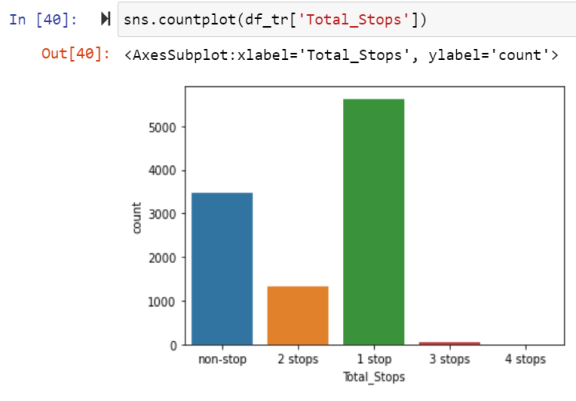 In [40]: sns.countplot(df_tr['Total_Stops'])
Out[40]: <AxesSubplot:xlabel='Total_Stops', ylabel='count'>
5000
4000
3000
2000
1000
0
count
non-stop 2 stops 1 stop 3 stops 4 stops
Total_Stops